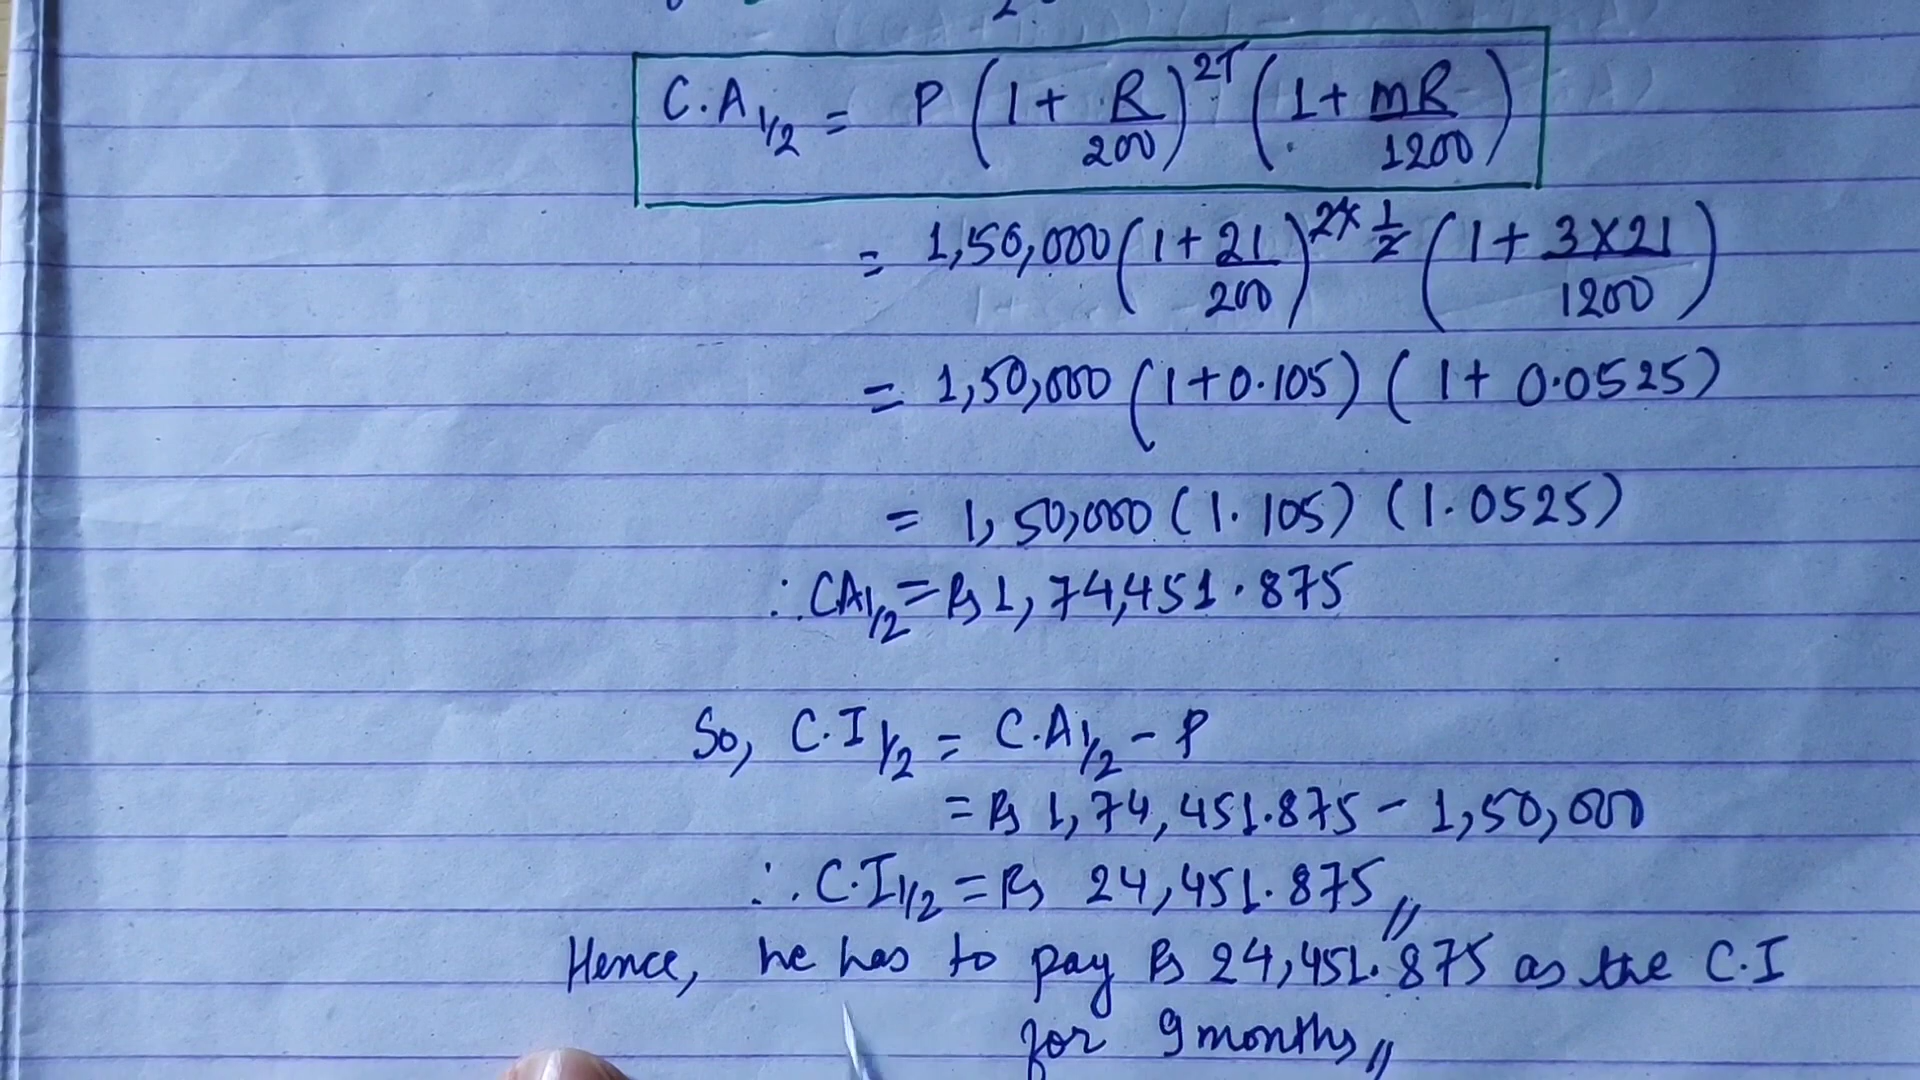 C.A1/2 = P (1 + R/200)^2T (1 + mR/1200)
= 1,50,000 (1 + 21/200)^2×1/2 (1 + 3×21/1200)
= 1,50,000 (1+0.105) (1+0.0525)
= 1,50,000 (1.105) (1.0525)
∴ CA1/2 = Rs 1,74,451.875
So, C.I1/2 = C.A1/2 - P
= Rs 1,74,451.875 - 1,50,000
∴ C.I1/2 = Rs 24,451.875 //
Hence, he has to pay Rs 24,451.875 as the C.I
for 9 months //